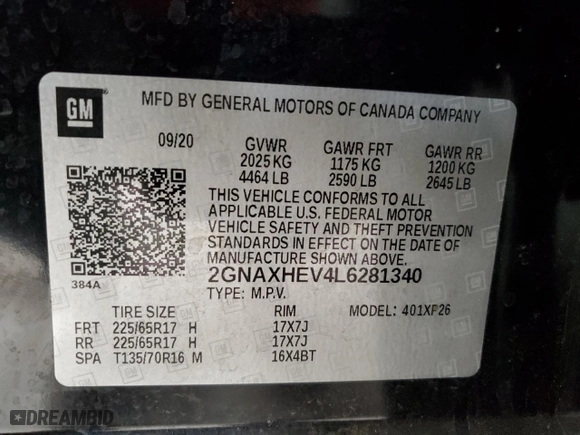 GM
MFD BY GENERAL MOTORS OF CANADA COMPANY
09/20 GVWR GAWR FRT GAWR RR
2025 KG 1175 KG 1200 KG
4464 LB 2590 LB 2645 LB
THIS VEHICLE CONFORMS TO ALL
APPLICABLE U.S. FEDERAL MOTOR
VEHICLE SAFETY AND THEFT PREVENTION
STANDARDS IN EFFECT ON THE DATE OF
MANUFACTURE SHOWN ABOVE.
384A 2GNAXHEV4L6281340
TYPE: M.P.V.
TIRE SIZE RIM MODEL: 401XP26
FRT 225/65R17 H 17X7J
RR 225/65R17 H 17X7J
SPA T135/70R16 M 16X4BT
DREAMBID